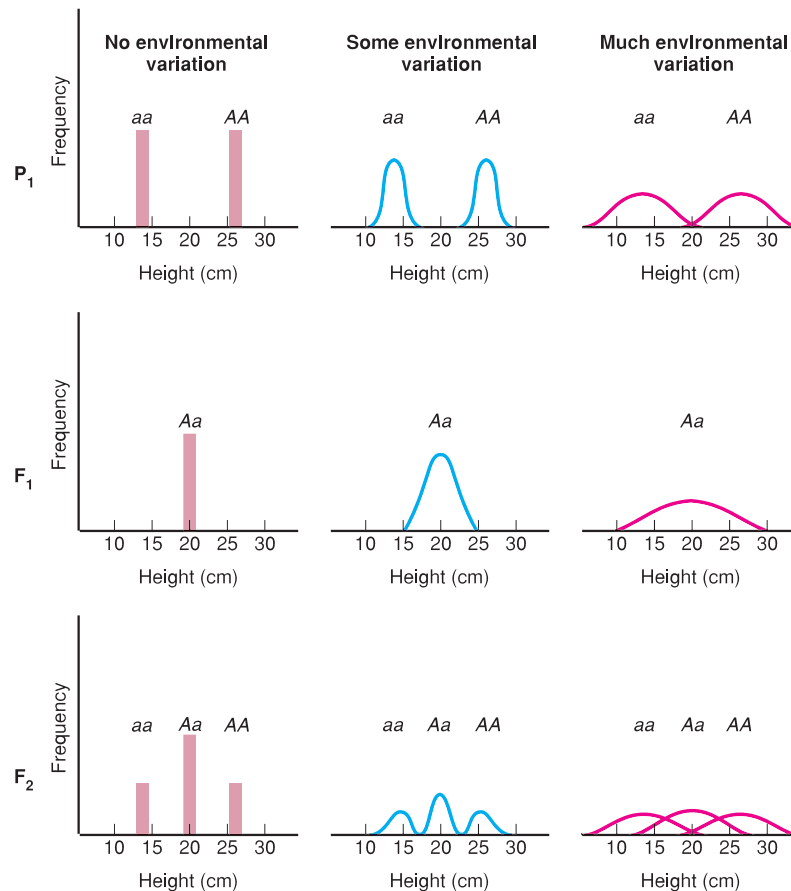 No environmental variation
Some environmental variation
Much environmental variation
P1
Frequency
aa AA
10 15 20 25 30
Height (cm)
aa AA
10 15 20 25 30
Height (cm)
aa AA
10 15 20 25 30
Height (cm)
F1
Frequency
Aa
10 15 20 25 30
Height (cm)
Aa
10 15 20 25 30
Height (cm)
Aa
10 15 20 25 30
Height (cm)
F2
Frequency
aa Aa AA
10 15 20 25 30
Height (cm)
aa Aa AA
10 15 20 25 30
Height (cm)
aa Aa AA
10 15 20 25 30
Height (cm)